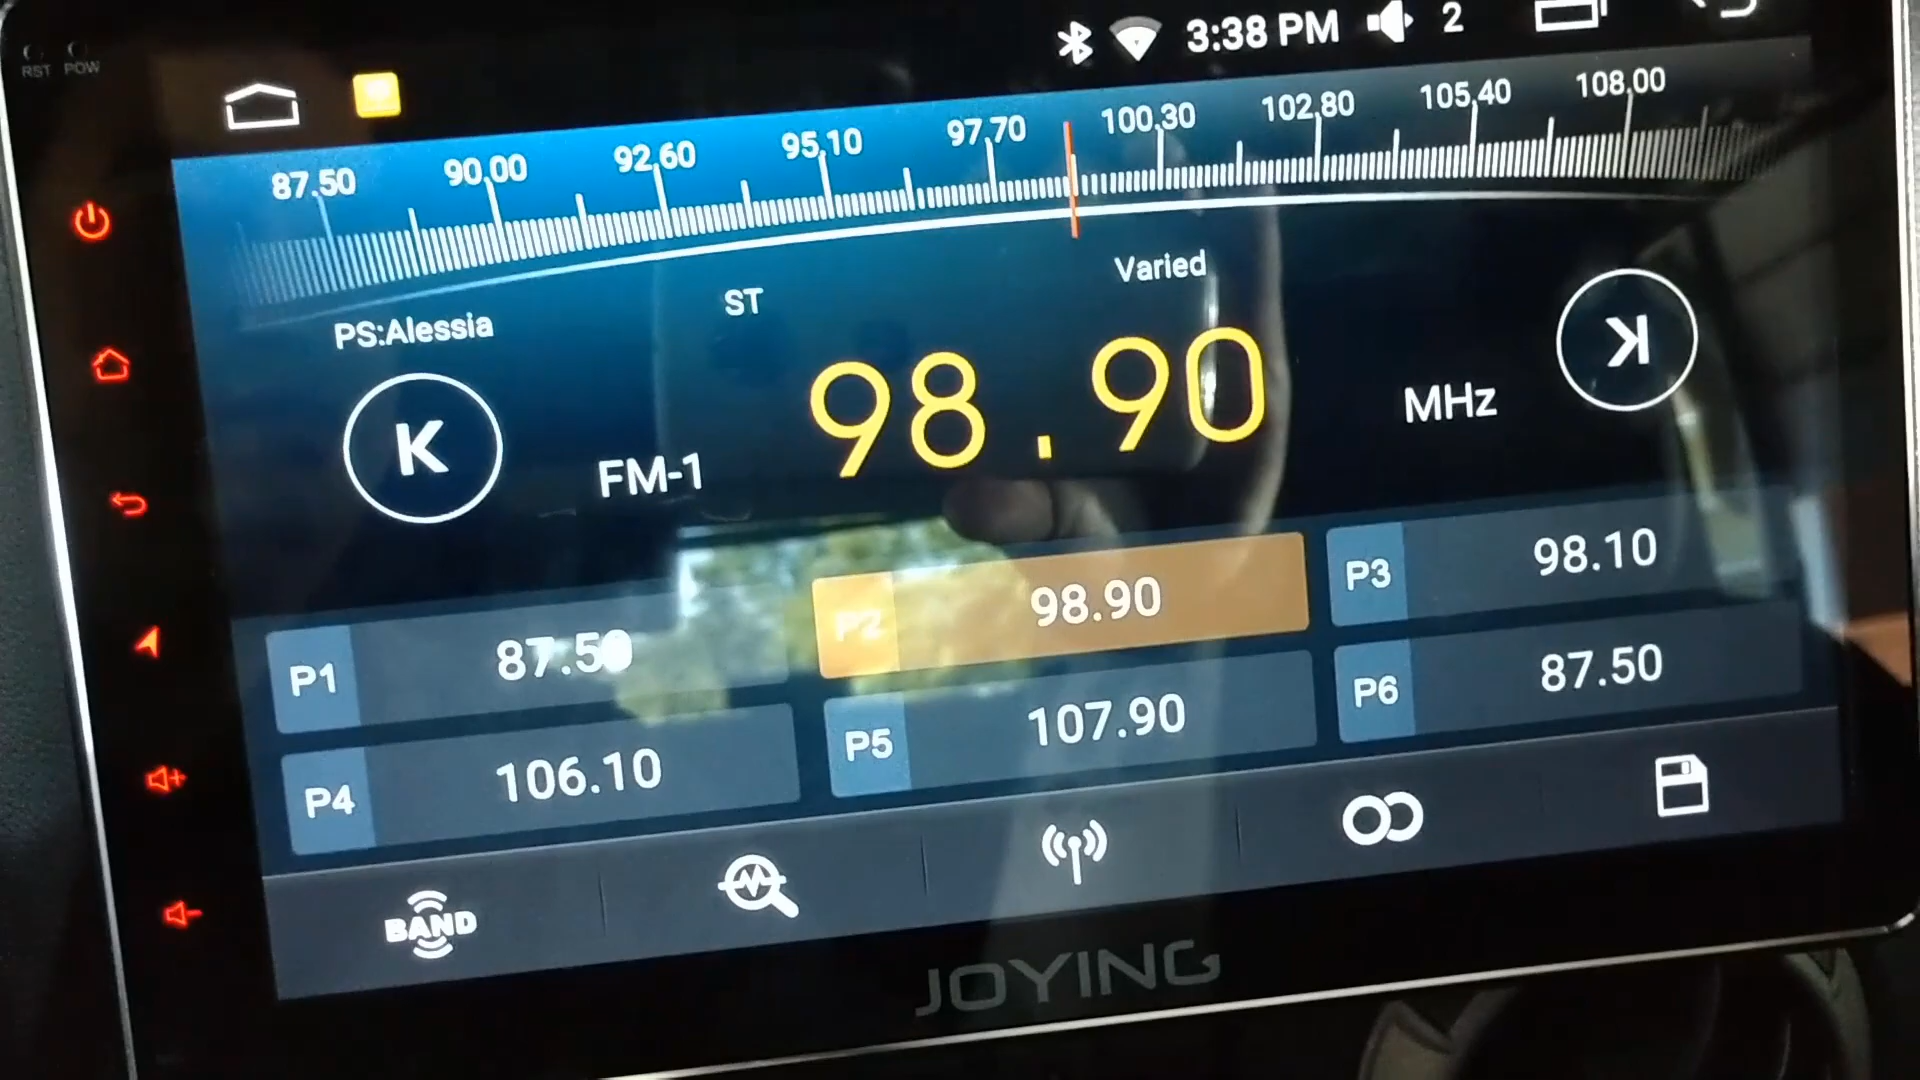 RST POW
3:38 PM 2
87.50 90.00 92.60 95.10 97.70 100.30 102.80 105.40 108.00
PS:Alessia ST Varied
K FM-1 98.90 MHz K
P1 87.50 P2 98.90 P3 98.10
P4 106.10 P5 107.90 P6 87.50
BAND
JOYING